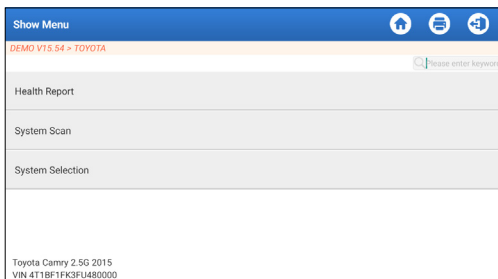 Show Menu
DEMO V15.54 > TOYOTA
Please enter keyword
Health Report
System Scan
System Selection
Toyota Camry 2.5G 2015
VIN 4T1BF1FK3FU480000